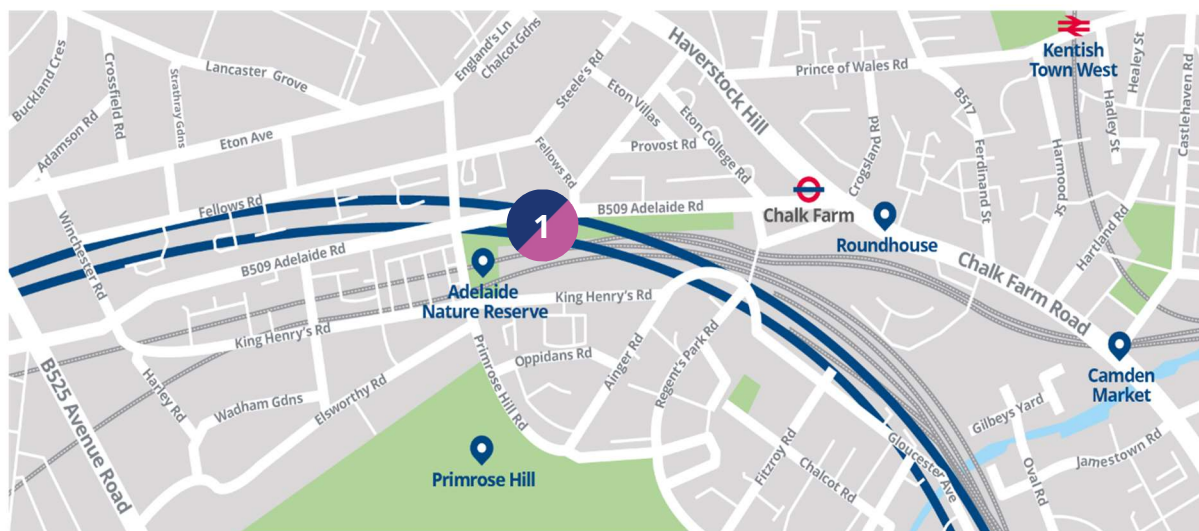 Buckland Cres
Crossfield Rd
Lancaster Grove
Strathray Gdns
Adamson Rd
England's Ln
Chalcot Gdns
Haverstock Hill
Steele's Rd
Prince of Wales Rd
Kentish
Town West
Healey St
Hadley St
Castlehaven Rd
B517
Eton Villas
Eton College Rd
Eton Ave
Provost Rd
Crogsland Rd
Ferdinand St
Harmood St
Hartland Rd
Fellows Rd
Fellows Rd
Winchester Rd
B509 Adelaide Rd
Chalk Farm
1
Roundhouse
B509 Adelaide Rd
Chalk Farm Road
Adelaide
Nature Reserve
King Henry's Rd
King Henry's Rd
Oppidans Rd
Ainger Rd
Regent's Park Rd
Primrose Hill Rd
B525 Avenue Road
Harley Rd
Wadham Gdns
Elsworthy Rd
Camden
Market
Gilbeys Yard
Jamestown Rd
Oval Rd
Gloucester Ave
Chalcot Rd
Fitzroy Rd
Primrose Hill